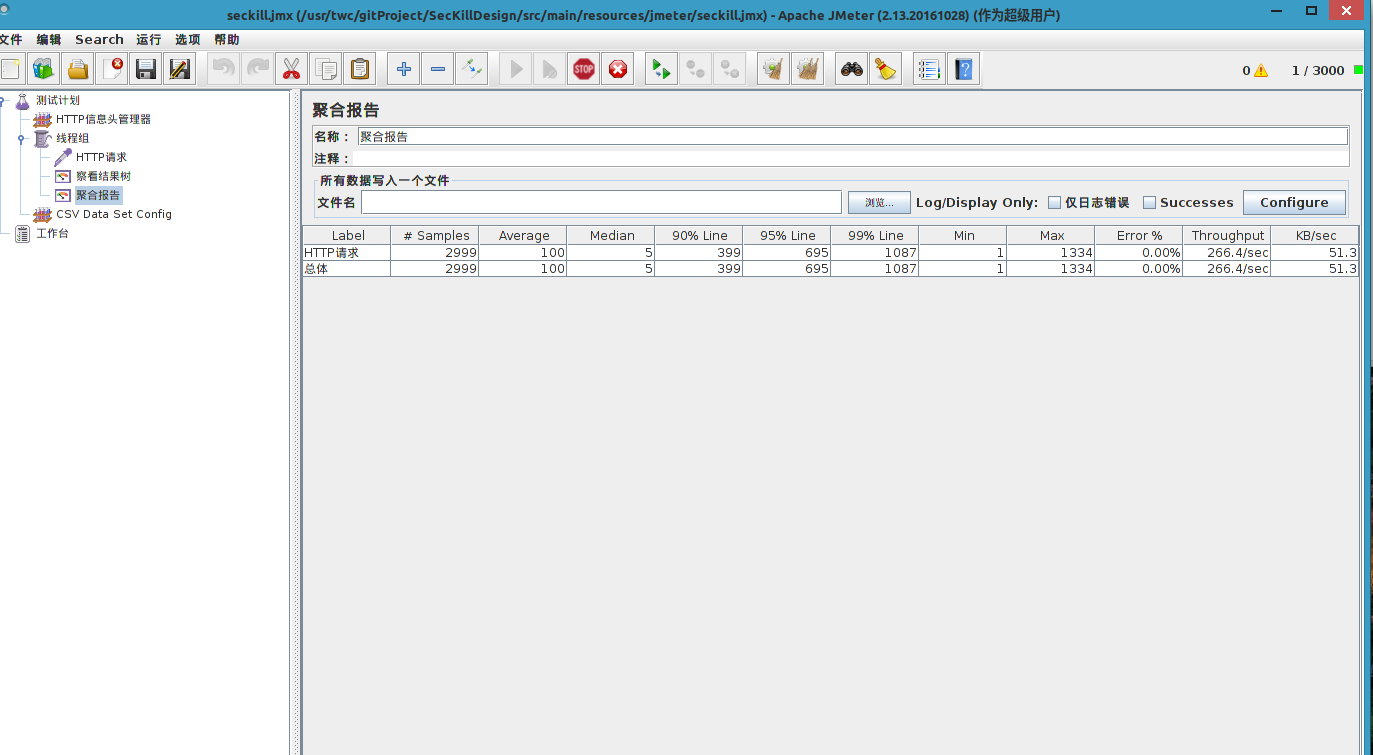 seckill.jmx (/usr/twc/gitProject/SecKillDesign/src/main/resources/jmeter/seckill.jmx) - Apache JMeter (2.13.20161028) (作为超级用户)
文件 编辑 Search 运行 选项 帮助
STOP ? 0 1 / 3000
测试计划
HTTP信息头管理器
线程组
HTTP请求
察看结果树
聚合报告
CSV Data Set Config
工作台
聚合报告
名称： 聚合报告
注释：
所有数据写入一个文件
文件名 浏览... Log/Display Only: 仅日志错误 Successes Configure
Label # Samples Average Median 90% Line 95% Line 99% Line Min Max Error % Throughput KB/sec
HTTP请求 2999 100 5 399 695 1087 1 1334 0.00% 266.4/sec 51.3
总体 2999 100 5 399 695 1087 1 1334 0.00% 266.4/sec 51.3